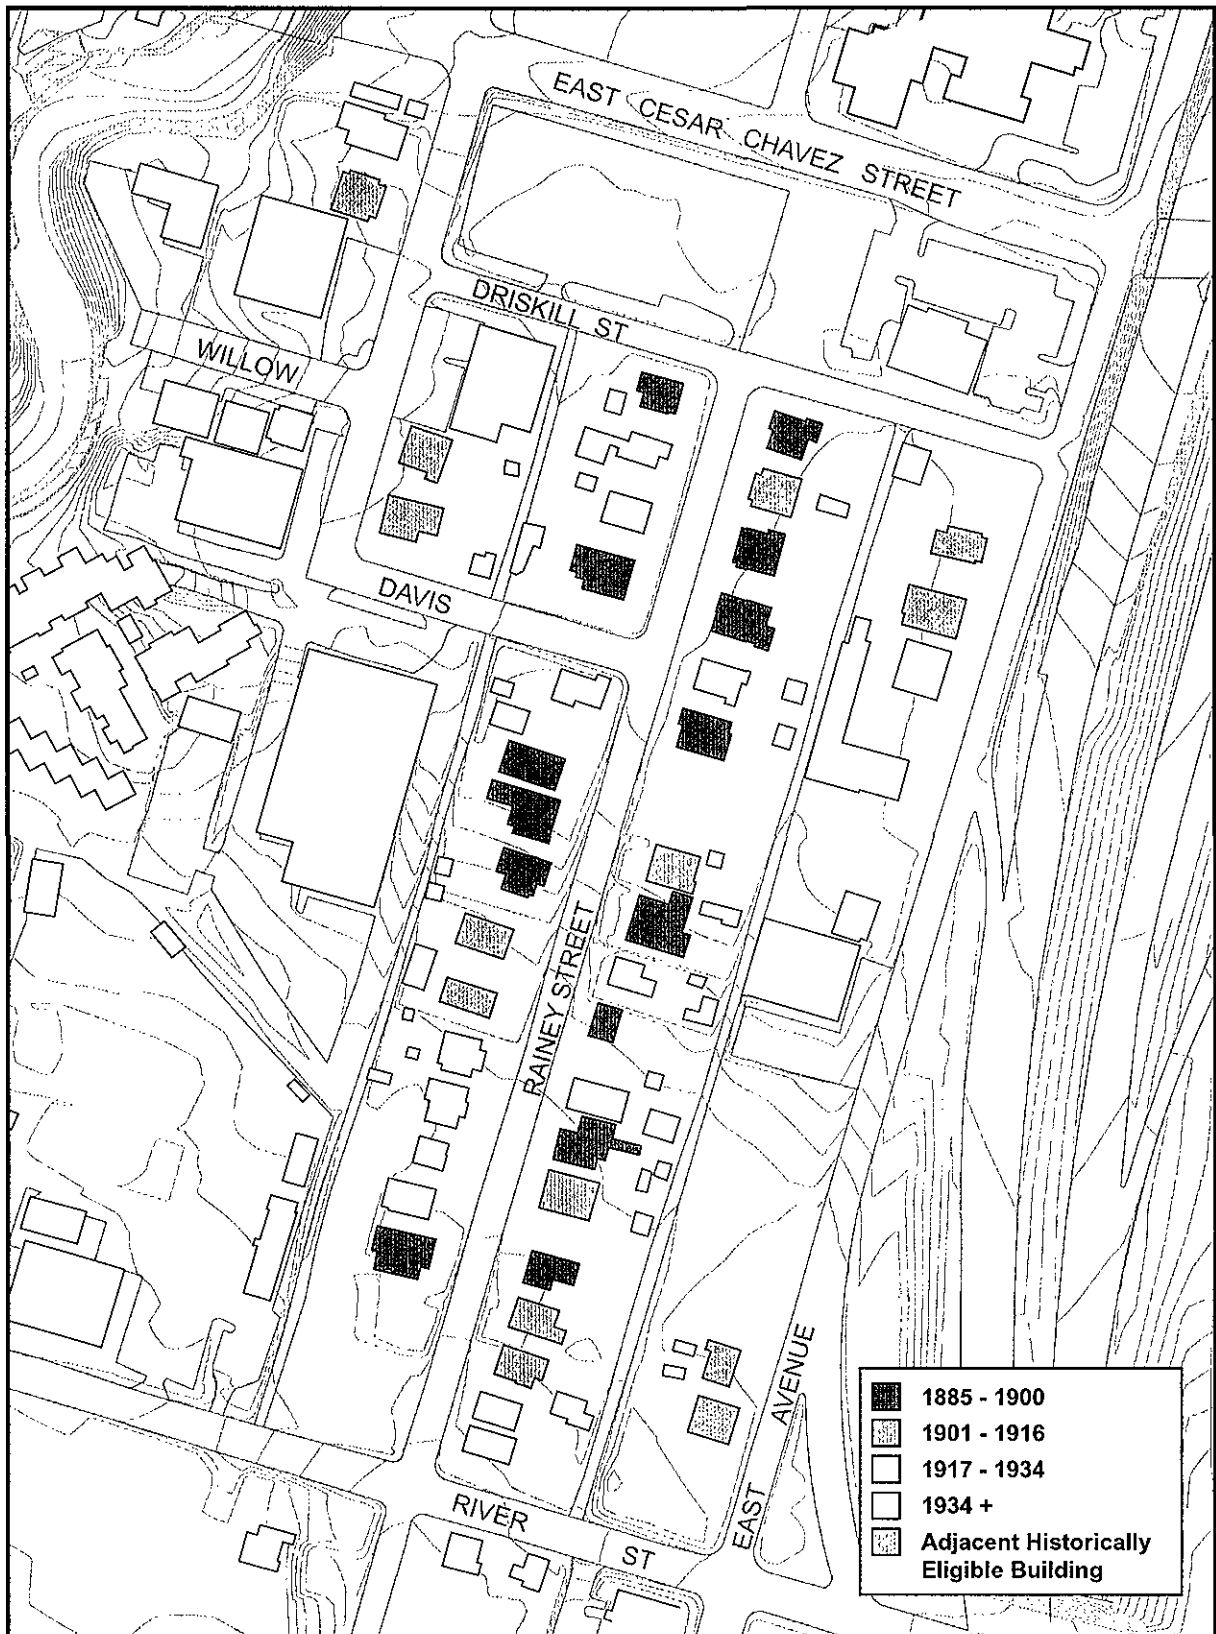 EAST CESAR CHAVEZ STREET
DRISKILL ST
WILLOW
DAVIS
RAINEY STREET
EAST AVENUE
RIVER ST
1885 - 1900
1901 - 1916
1917 - 1934
1934 +
Adjacent Historically
Eligible Building